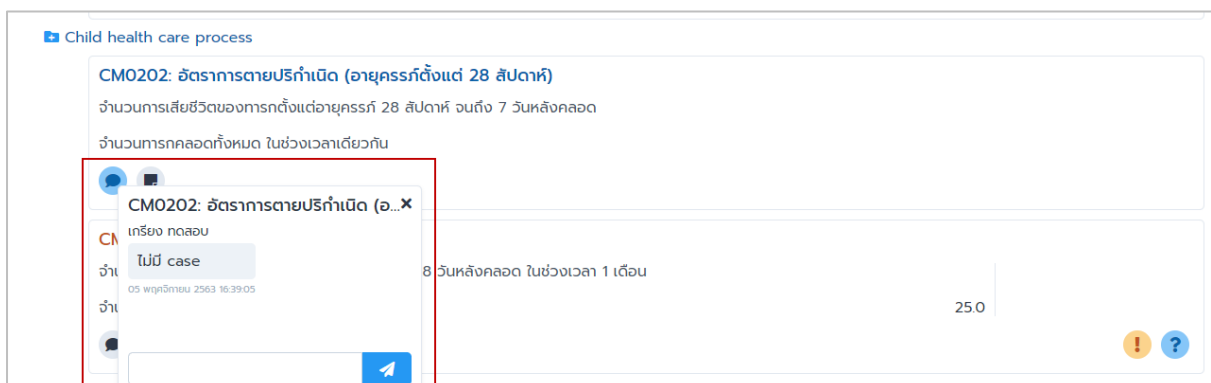 Child health care process
CM0202: อัตราการตายปริกำเนิด (อายุครรภ์ตั้งแต่ 28 สัปดาห์)
จำนวนการเสียชีวิตของทารกตั้งแต่อายุครรภ์ 28 สัปดาห์ จนถึง 7 วันหลังคลอด
จำนวนทารกคลอดทั้งหมด ในช่วงเวลาเดียวกัน
CM0202: อัตราการตายปริกำเนิด (อ...×
เกรียง ทดสอบ
ไม่มี case
8 วันหลังคลอด ในช่วงเวลา 1 เดือน
05 พฤศจิกายน 2563 16:39:05
25.0
! ?